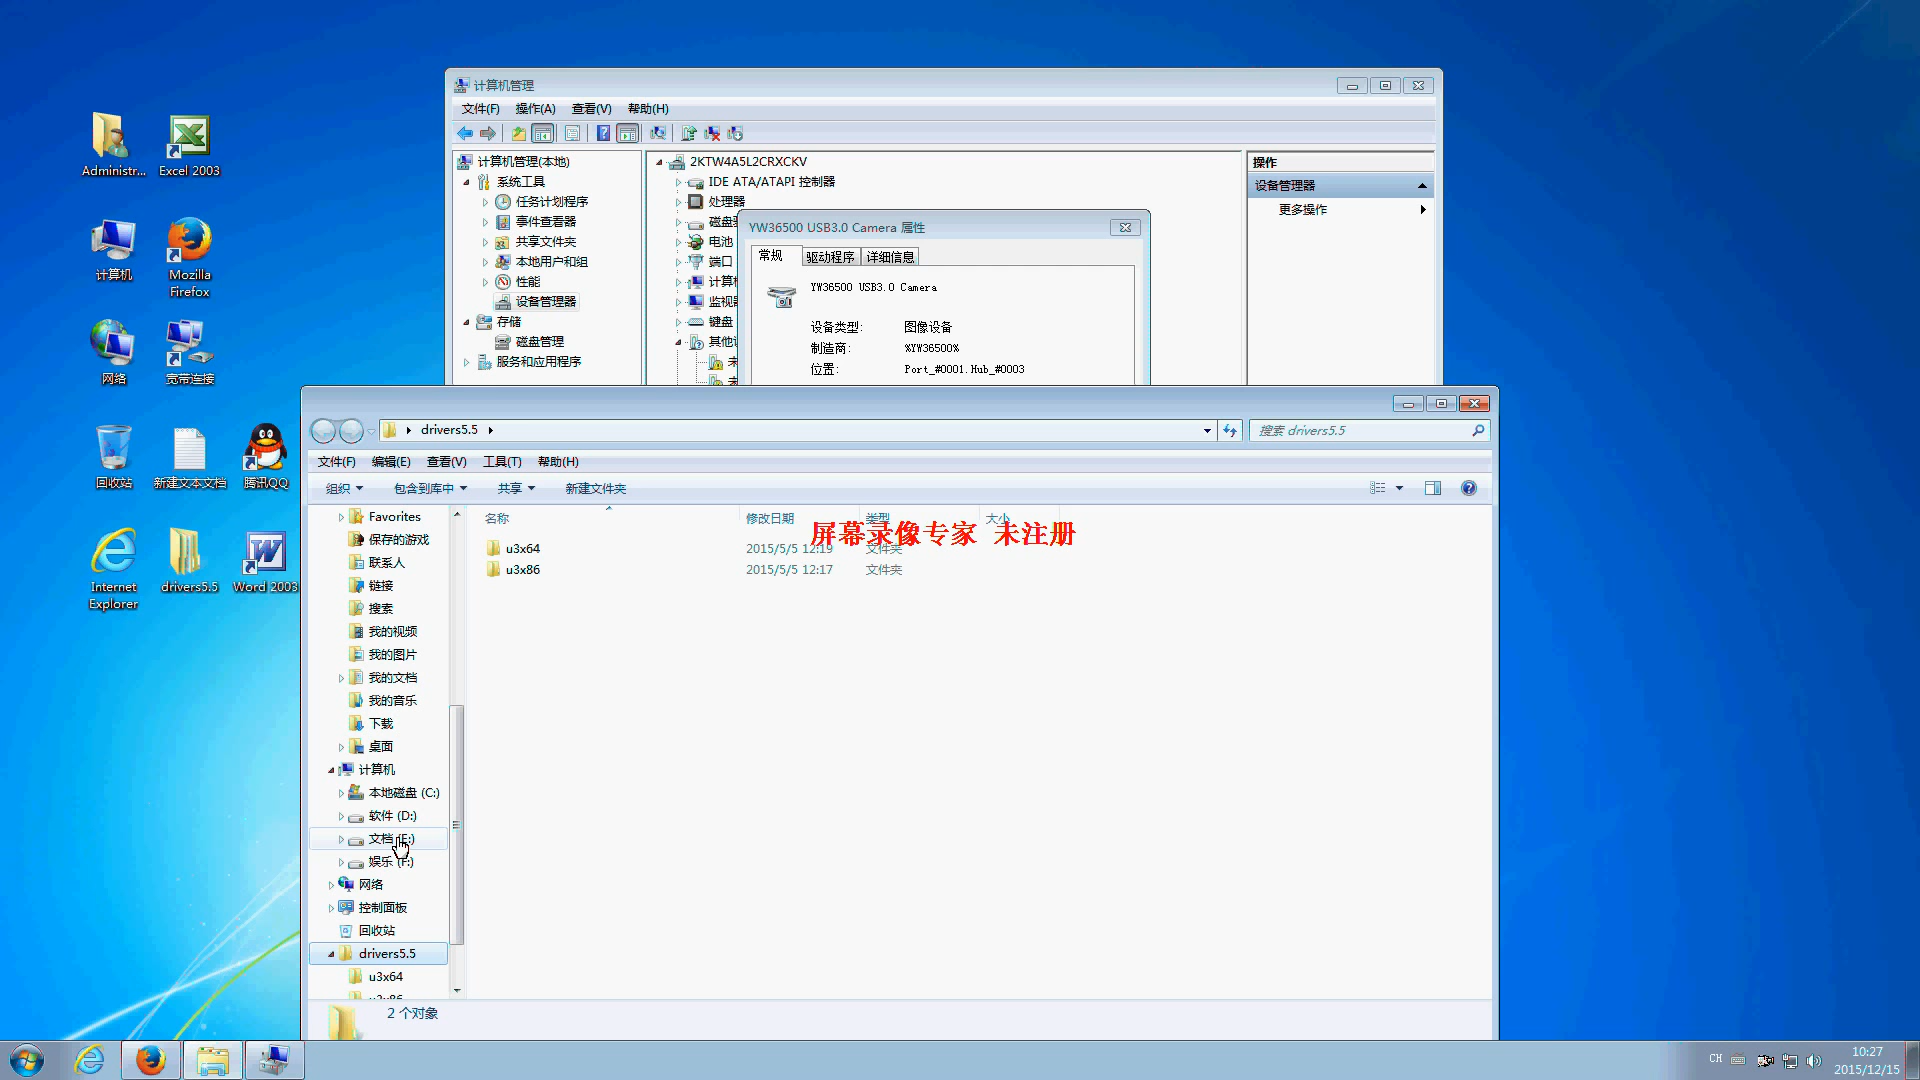 Administr...
Excel 2003
计算机
Mozilla
Firefox
网络
宽带连接
回收站
新建文本文档
腾讯QQ
Internet
Explorer
drivers5.5
Word 2003
计算机管理
文件(F) 操作(A) 查看(V) 帮助(H)
计算机管理(本地)
系统工具
任务计划程序
事件查看器
共享文件夹
本地用户和组
性能
设备管理器
存储
磁盘管理
服务和应用程序
2KTW4A5L2CRXCKV
IDE ATA/ATAPI 控制器
处理器
电池
端口
键盘
操作
设备管理器
更多操作
YW36500 USB3.0 Camera 属性
常规 驱动程序 详细信息
YW36500 USB3.0 Camera
设备类型: 图像设备
制造商: %YW36500%
位置: Port_#0001.Hub_#0003
drivers5.5
搜索 drivers5.5
文件(F) 编辑(E) 查看(V) 工具(T) 帮助(H)
组织 包含到库中 共享 新建文件夹
Favorites
保存的游戏
联系人
链接
搜索
我的视频
我的图片
我的文档
我的音乐
下载
桌面
计算机
本地磁盘 (C:)
软件 (D:)
文档 (E:)
娱乐 (F:)
网络
控制面板
回收站
drivers5.5
u3x64
u3x86
名称 修改日期 类型 大小
屏幕录像专家 未注册
u3x64 2015/5/5 12:19 文件夹
u3x86 2015/5/5 12:17 文件夹
2 个对象
CH
10:27
2015/12/15